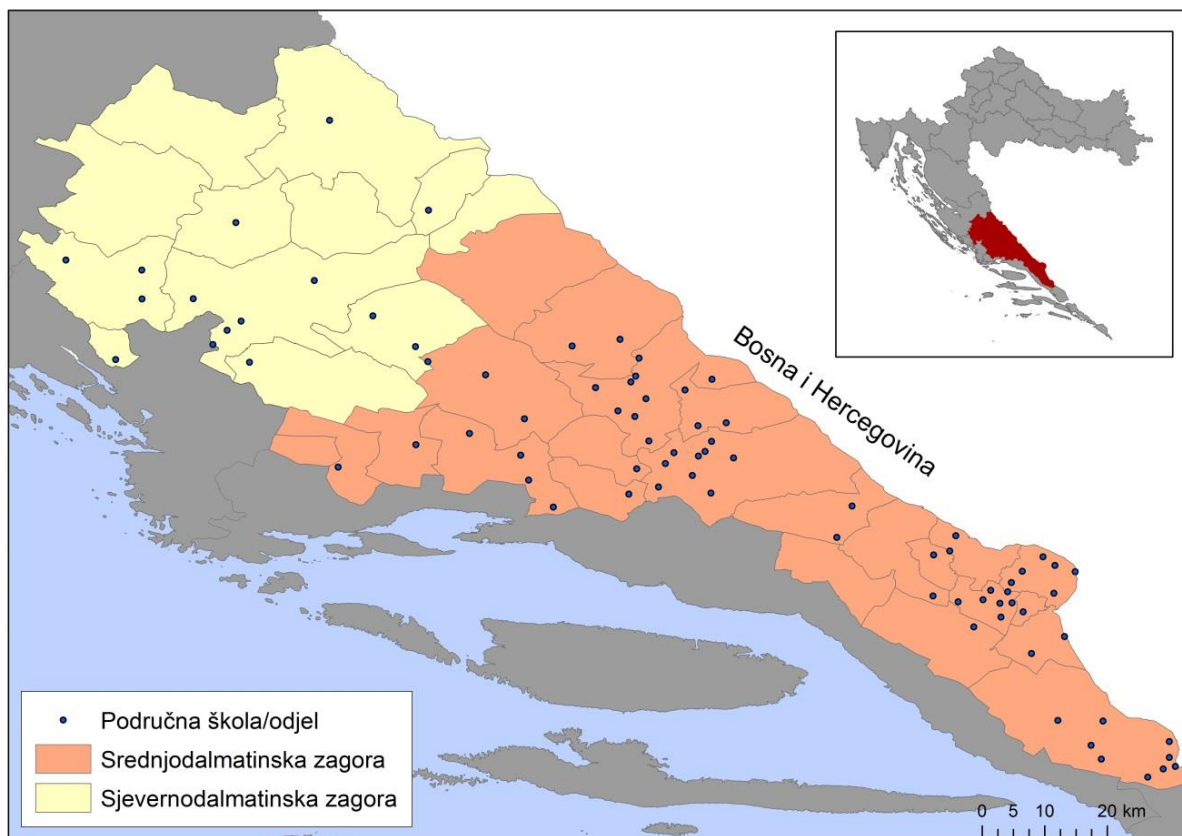 Bosna i Hercegovina
Područna škola/odjel
Srednjodalmatinska zagora
Sjevernodalmatinska zagora
0 5 10 20 km